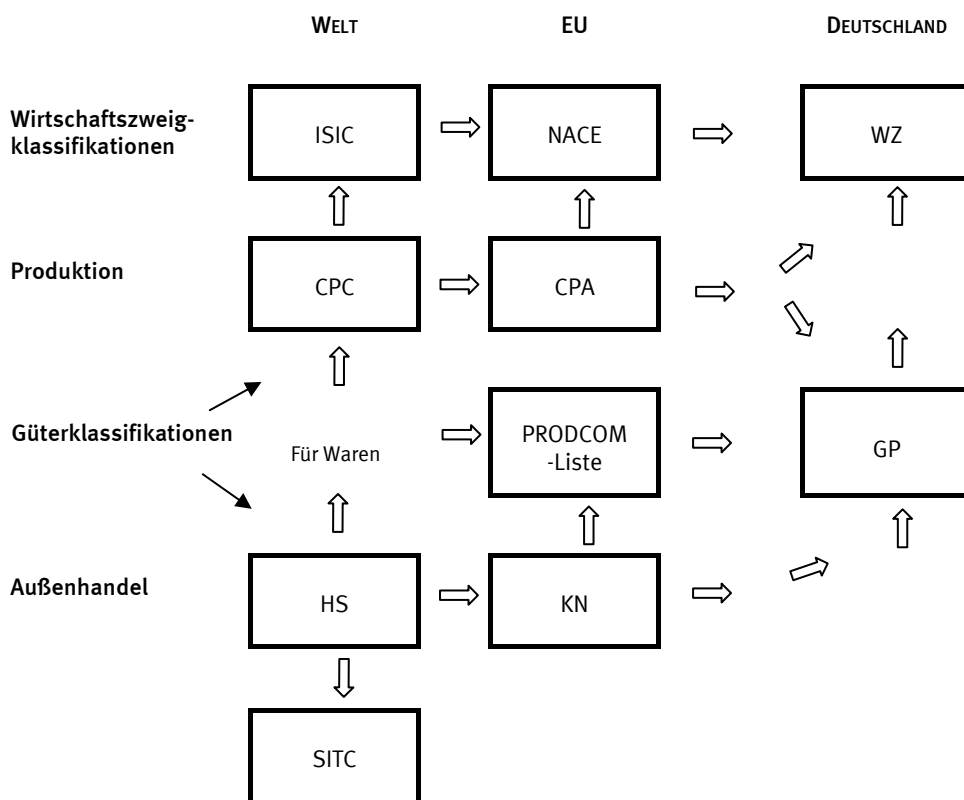 WELT EU DEUTSCHLAND
Wirtschaftszweig-
klassifikationen
ISIC NACE WZ
Produktion
CPC CPA
Güterklassifikationen
Für Waren
PRODCOM
-Liste
GP
Außenhandel
HS KN
SITC